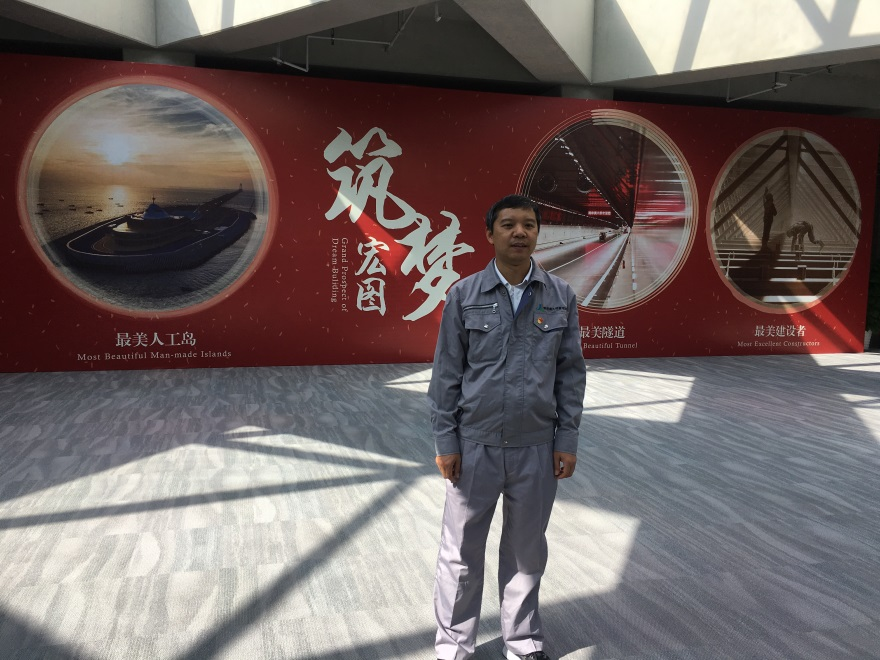 筑梦
宏图
Grand Prospect of
Dream-Building
最美人工岛
Most Beautiful Man-made Islands
最美隧道
Beautiful Tunnel
最美建设者
Most Excellent Constructors